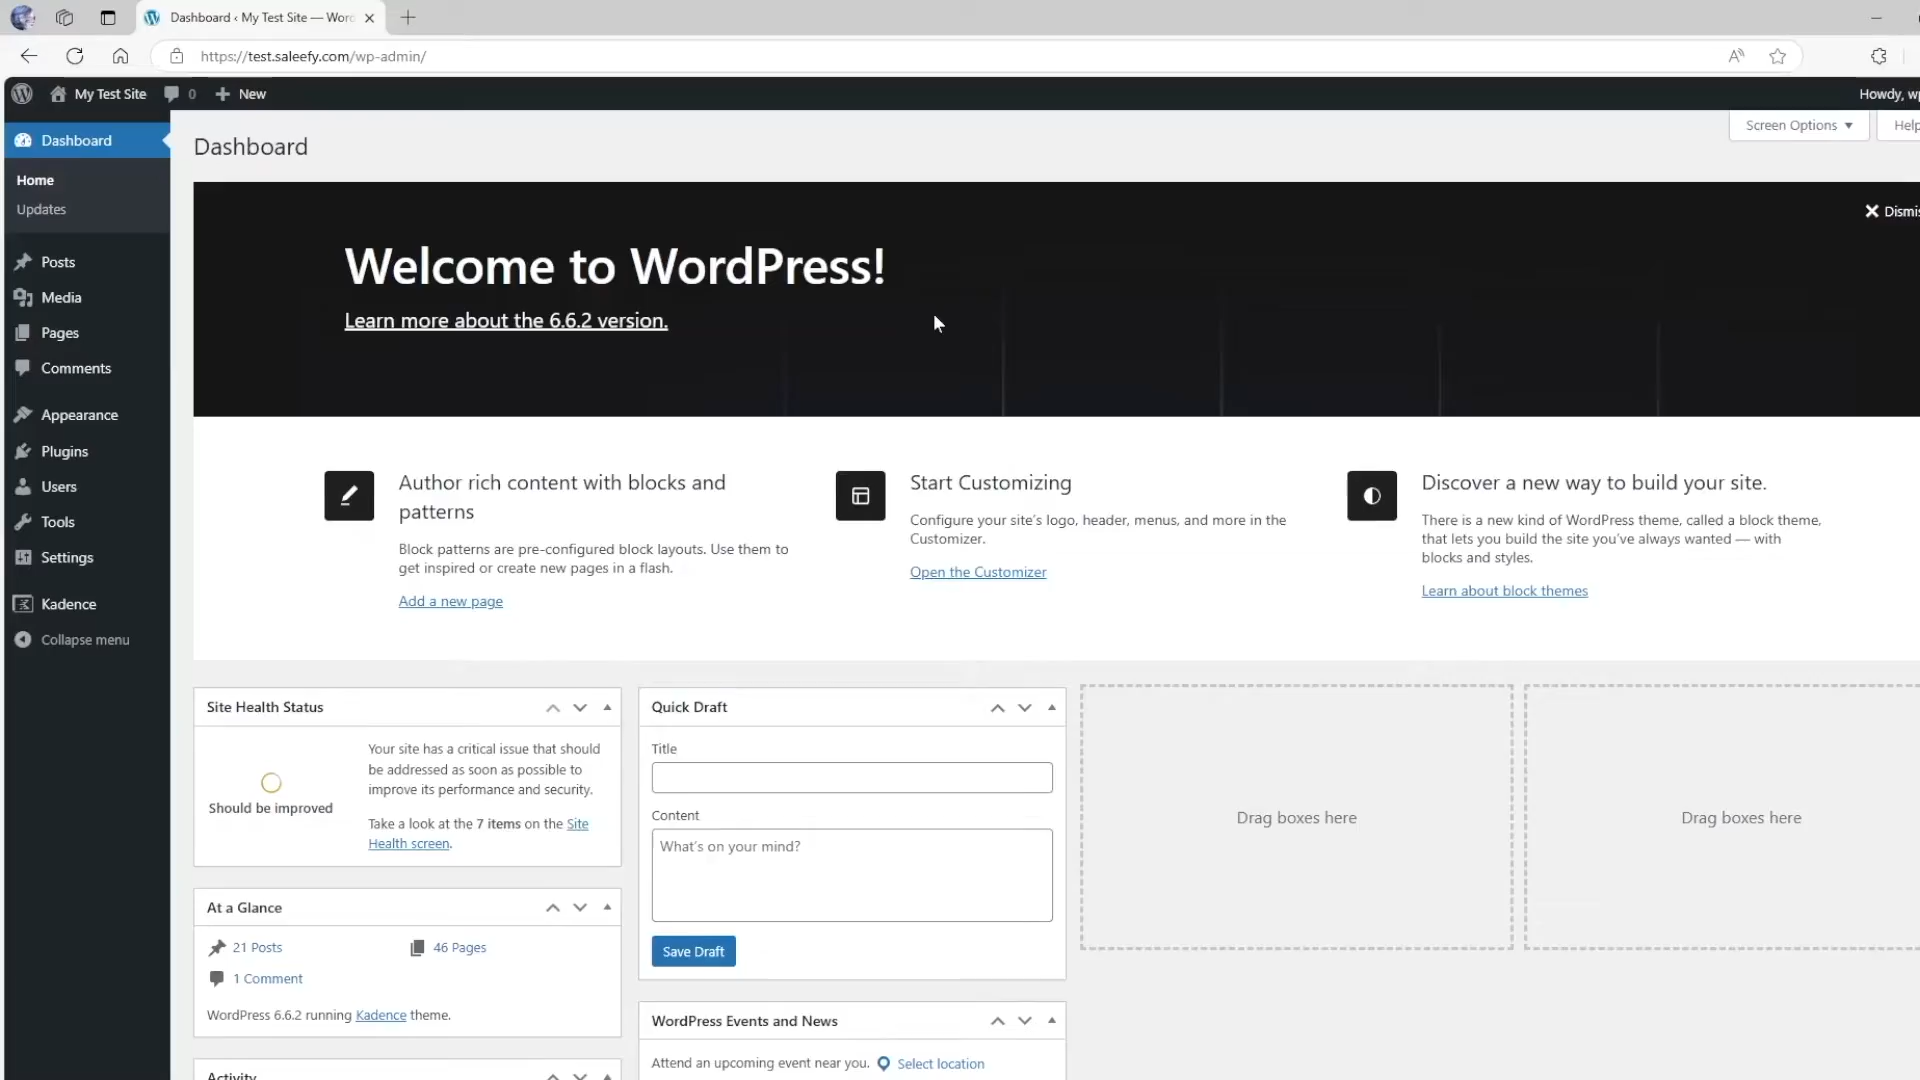 Dashboard ‹ My Test Site — Wor
https://test.saleefy.com/wp-admin/
My Test Site
0
New
Howdy, wp
Dashboard
Home
Updates
Posts
Media
Pages
Comments
Appearance
Plugins
Users
Tools
Settings
Kadence
Collapse menu
Dashboard
Screen Options
Help
Dismis
Welcome to WordPress!
Learn more about the 6.6.2 version.
Author rich content with blocks and
patterns
Block patterns are pre-configured block layouts. Use them to
get inspired or create new pages in a flash.
Add a new page
Start Customizing
Configure your site’s logo, header, menus, and more in the
Customizer.
Open the Customizer
Discover a new way to build your site.
There is a new kind of WordPress theme, called a block theme,
that lets you build the site you’ve always wanted — with
blocks and styles.
Learn about block themes
Site Health Status
Should be improved
Your site has a critical issue that should
be addressed as soon as possible to
improve its performance and security.
Take a look at the 7 items on the Site
Health screen.
At a Glance
21 Posts
46 Pages
1 Comment
WordPress 6.6.2 running Kadence theme.
Activity
Quick Draft
Title
Content
What’s on your mind?
Save Draft
WordPress Events and News
Attend an upcoming event near you.
Select location
Drag boxes here
Drag boxes here